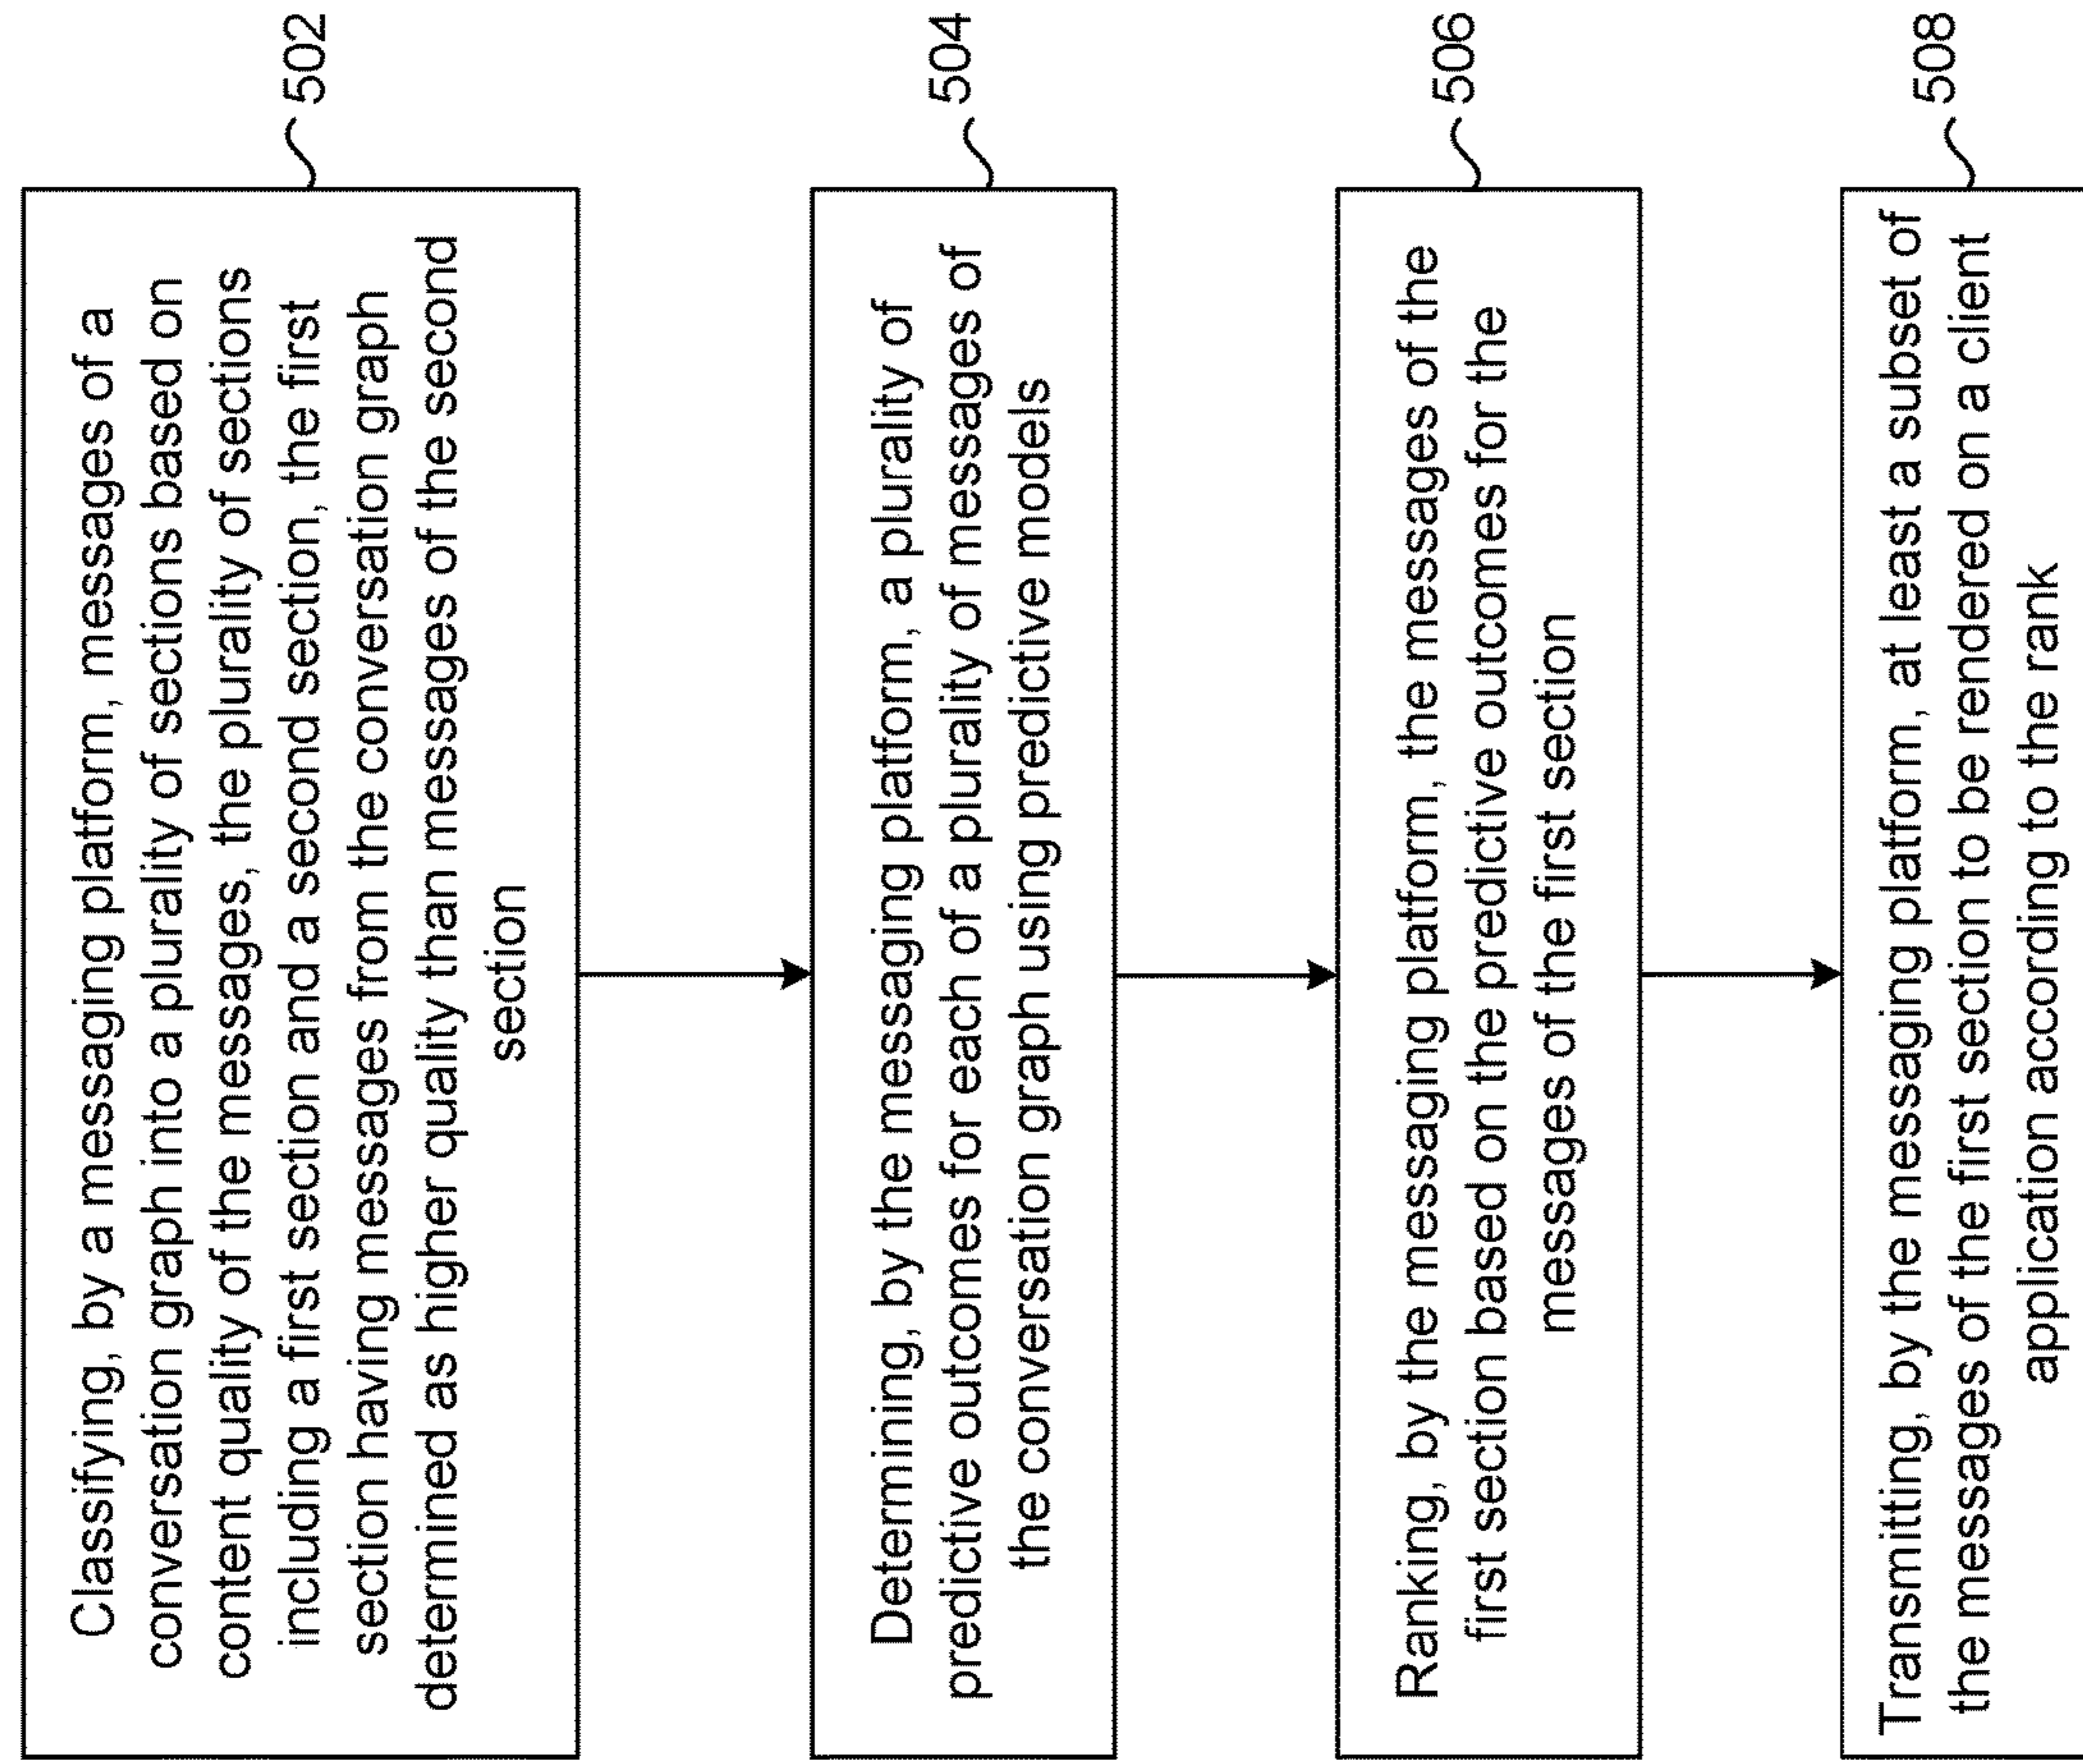 Classifying, by a messaging platform, messages of a
conversation graph into a plurality of sections based on
content quality of the messages, the plurality of sections
including a first section and a second section, the first
section having messages from the conversation graph
determined as higher quality than messages of the second
section
502
Determining, by the messaging platform, a plurality of
predictive outcomes for each of a plurality of messages of
the conversation graph using predictive models
504
Ranking, by the messaging platform, the messages of the
first section based on the predictive outcomes for the
messages of the first section
506
Transmitting, by the messaging platform, at least a subset of
the messages of the first section to be rendered on a client
application according to the rank
508